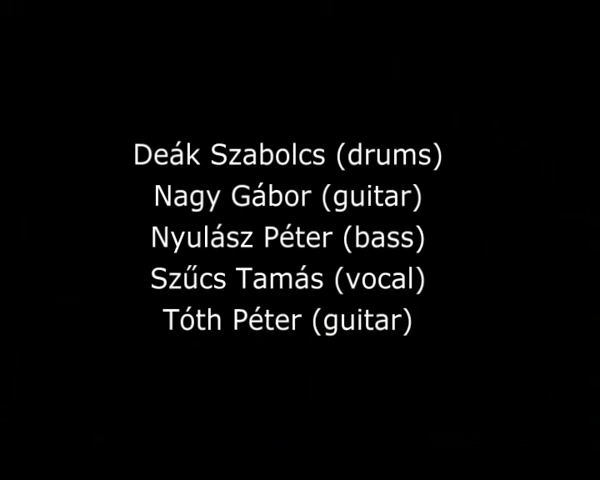 Deák Szabolcs (drums)
Nagy Gábor (guitar)
Nyulász Péter (bass)
Szűcs Tamás (vocal)
Tóth Péter (guitar)